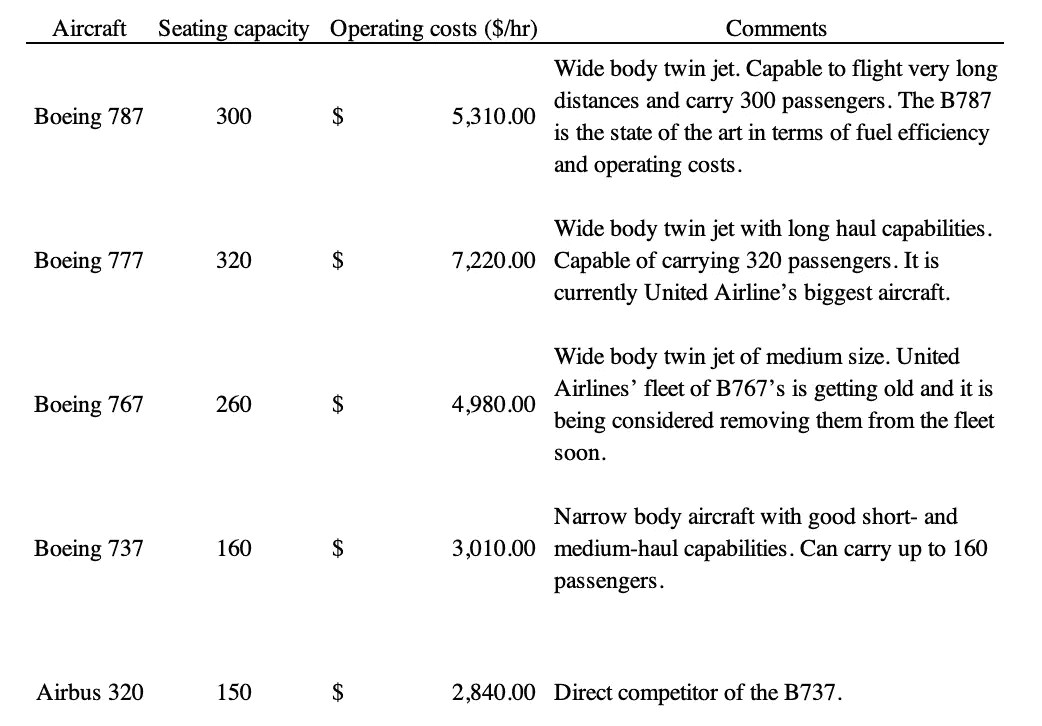 Aircraft Seating capacity Operating costs ($/hr) Comments
Wide body twin jet. Capable to flight very long
distances and carry 300 passengers. The B787
Boeing 787 300 $ 5,310.00
is the state of the art in terms of fuel efficiency
and operating costs.
Wide body twin jet with long haul capabilities.
Boeing 777 320 $ 7,220.00 Capable of carrying 320 passengers. It is
currently United Airline’s biggest aircraft.
Wide body twin jet of medium size. United
Airlines’ fleet of B767’s is getting old and it is
Boeing 767 260 $ 4,980.00
being considered removing them from the fleet
soon.
Narrow body aircraft with good short- and
Boeing 737 160 $ 3,010.00 medium-haul capabilities. Can carry up to 160
passengers.
Airbus 320 150 $ 2,840.00 Direct competitor of the B737.